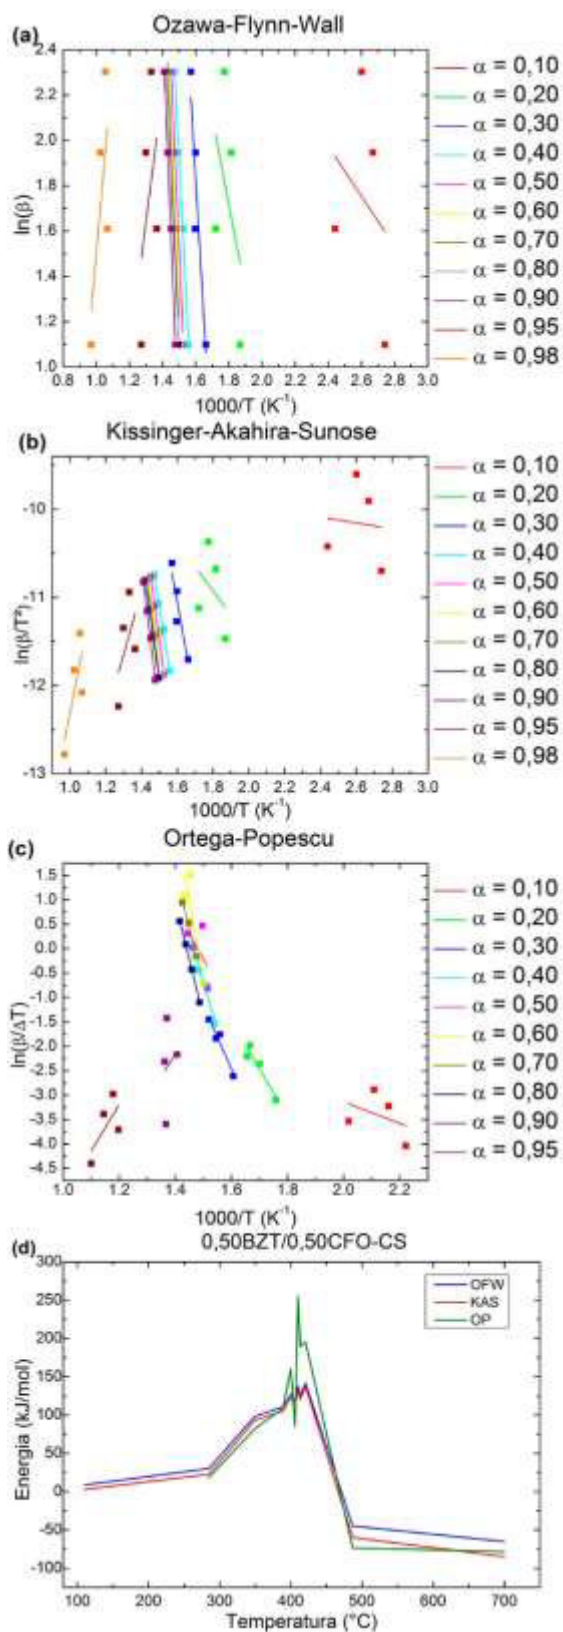 (a)
Ozawa-Flynn-Wall
2.4
2.2
2.0
1.8
1.6
1.4
1.2
1.0
ln(β)
0.8 1.0 1.2 1.4 1.6 1.8 2.0 2.2 2.4 2.6 2.8 3.0
1000/T (K⁻¹)
α = 0,10
α = 0,20
α = 0,30
α = 0,40
α = 0,50
α = 0,60
α = 0,70
α = 0,80
α = 0,90
α = 0,95
α = 0,98
(b)
Kissinger-Akahira-Sunose
-10
-11
-12
-13
ln(β/T²)
1.0 1.2 1.4 1.6 1.8 2.0 2.2 2.4 2.6 2.8 3.0
1000/T (K⁻¹)
α = 0,10
α = 0,20
α = 0,30
α = 0,40
α = 0,50
α = 0,60
α = 0,70
α = 0,80
α = 0,90
α = 0,95
α = 0,98
(c)
Ortega-Popescu
1.5
1.0
0.5
0.0
-0.5
-1.0
-1.5
-2.0
-2.5
-3.0
-3.5
-4.0
-4.5
ln(β/ΔT)
1.0 1.2 1.4 1.6 1.8 2.0 2.2
1000/T (K⁻¹)
α = 0,10
α = 0,20
α = 0,30
α = 0,40
α = 0,50
α = 0,60
α = 0,70
α = 0,80
α = 0,90
α = 0,95
(d)
0,50BZT/0,50CFO-CS
300
250
200
150
100
50
0
-50
-100
Energia (kJ/mol)
OFW
KAS
OP
100 200 300 400 500 600 700
Temperatura (°C)